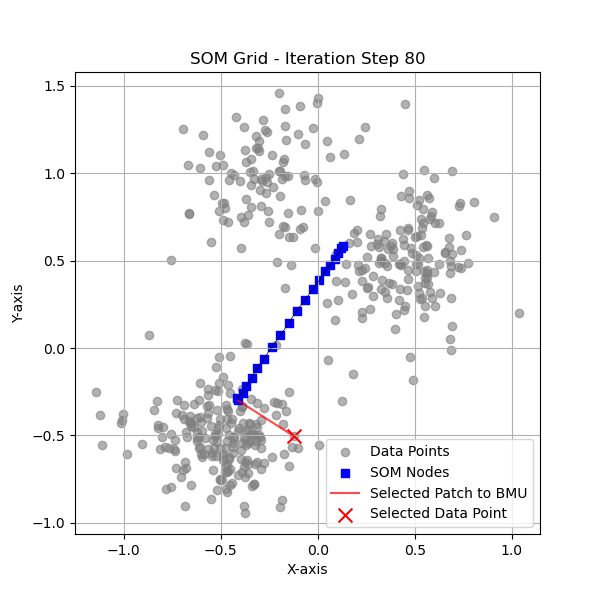 SOM Grid - Iteration Step 80
1.5
1.0
0.5
0.0
−0.5
−1.0
Y-axis
Data Points
SOM Nodes
Selected Patch to BMU
Selected Data Point
−1.0 −0.5 0.0 0.5 1.0
X-axis